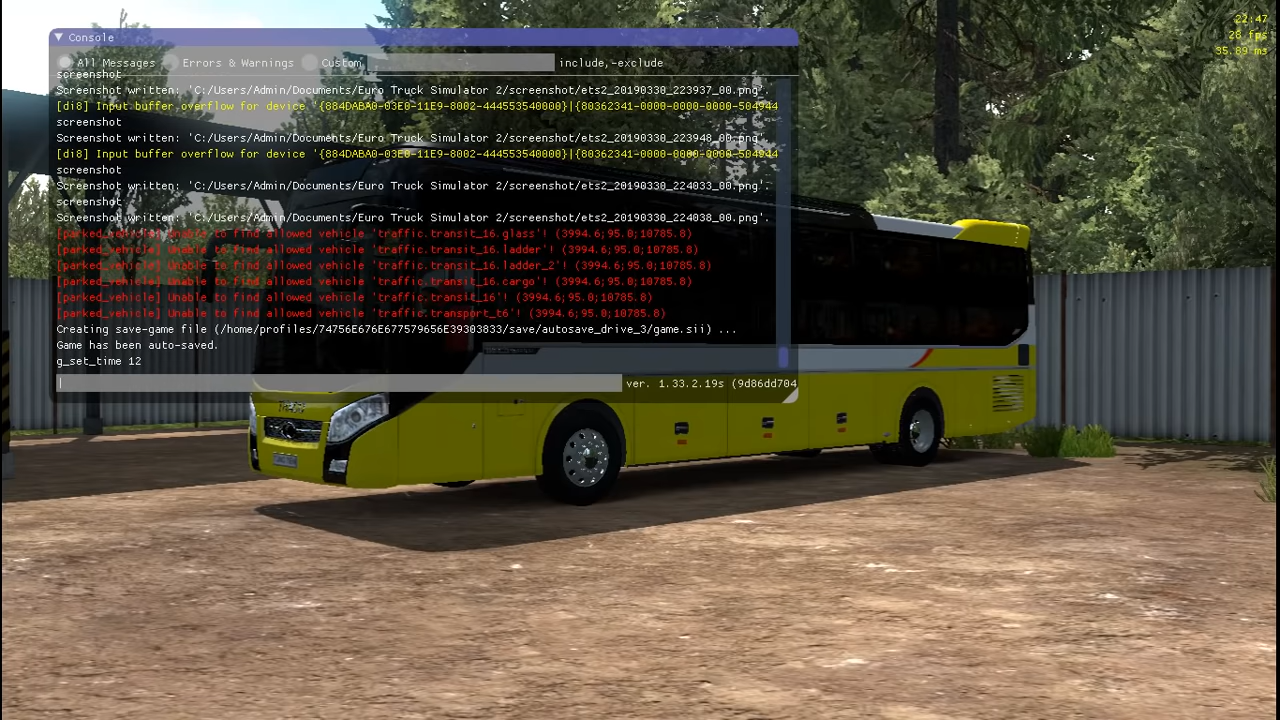 22:47
28 fps
35.89 ms
Console
All Messages Errors & Warnings Custom include,-exclude
screenshot
Screenshot written: 'C:/Users/Admin/Documents/Euro Truck Simulator 2/screenshot/ets2_20190330_223937_00.png'.
[di8] Input buffer overflow for device '{884DABA0-03E0-11E9-8002-444553540000}|{80362341-0000-0000-0000-504944
screenshot
Screenshot written: 'C:/Users/Admin/Documents/Euro Truck Simulator 2/screenshot/ets2_20190330_223948_00.png'.
[di8] Input buffer overflow for device '{884DABA0-03E0-11E9-8002-444553540000}|{80362341-0000-0000-0000-504944
screenshot
Screenshot written: 'C:/Users/Admin/Documents/Euro Truck Simulator 2/screenshot/ets2_20190330_224033_00.png'.
screenshot
Screenshot written: 'C:/Users/Admin/Documents/Euro Truck Simulator 2/screenshot/ets2_20190330_224038_00.png'.
[parked_vehicle] Unable to find allowed vehicle 'traffic.transit_16.glass'! (3994.6;95.0;10785.8)
[parked_vehicle] Unable to find allowed vehicle 'traffic.transit_16.ladder'! (3994.6;95.0;10785.8)
[parked_vehicle] Unable to find allowed vehicle 'traffic.transit_16.ladder_2'! (3994.6;95.0;10785.8)
[parked_vehicle] Unable to find allowed vehicle 'traffic.transit_16.cargo'! (3994.6;95.0;10785.8)
[parked_vehicle] Unable to find allowed vehicle 'traffic.transit_16'! (3994.6;95.0;10785.8)
[parked_vehicle] Unable to find allowed vehicle 'traffic.transport_t6'! (3994.6;95.0;10785.8)
Creating save-game file (/home/profiles/74756E676E677579656E39303833/save/autosave_drive_3/game.sii) ...
Game has been auto-saved.
g_set_time 12
ver. 1.33.2.19s (9d86dd704